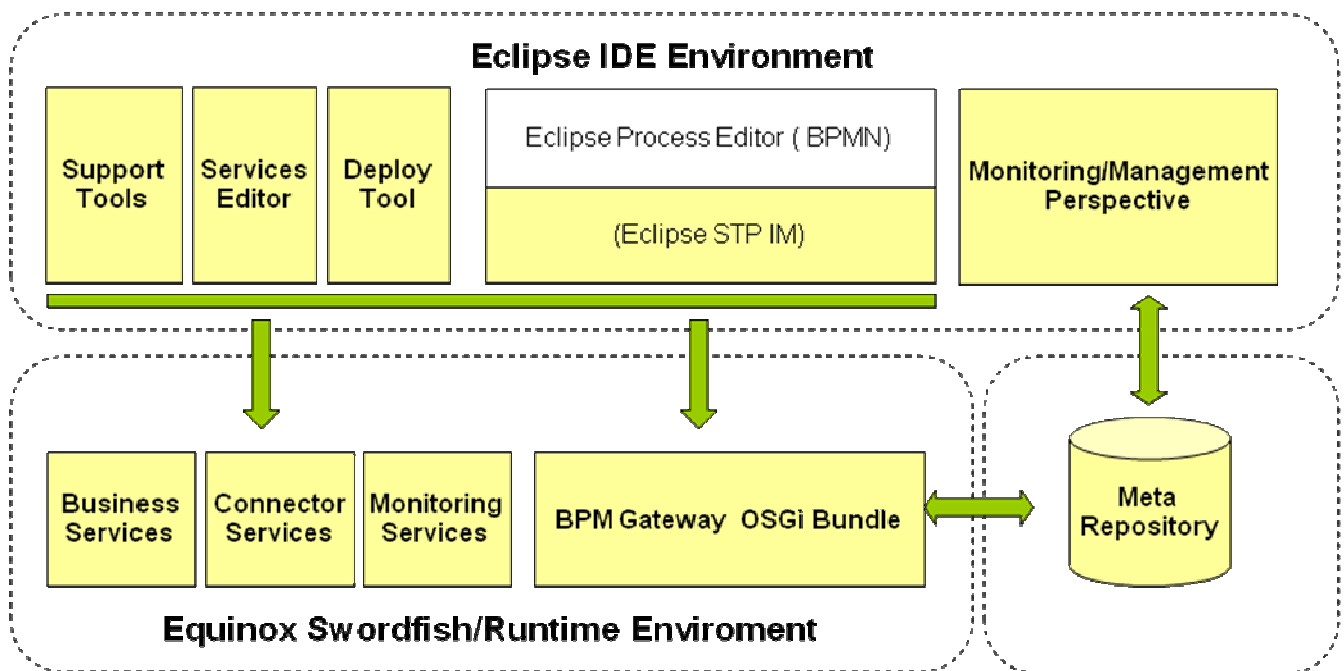 Eclipse IDE Environment
Support
Tools
Services
Editor
Deploy
Tool
Eclipse Process Editor ( BPMN)
(Eclipse STP IM)
Monitoring/Management
Perspective
Business
Services
Connector
Services
Monitoring
Services
BPM Gateway OSGi Bundle
Meta
Repository
Equinox Swordfish/Runtime Enviroment